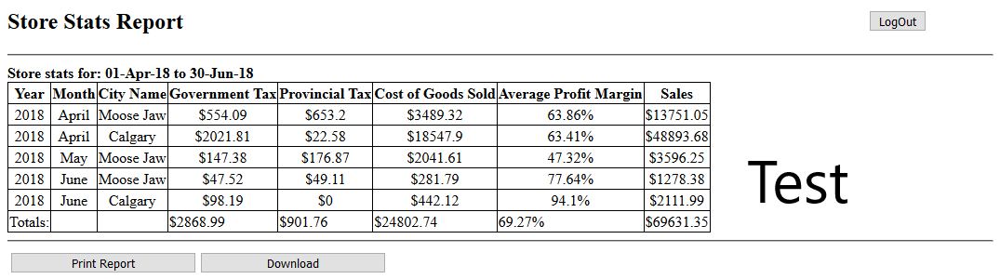 Store Stats Report
LogOut
Store stats for: 01-Apr-18 to 30-Jun-18
Year Month City Name Government Tax Provincial Tax Cost of Goods Sold Average Profit Margin Sales
2018 April Moose Jaw $554.09 $653.2 $3489.32 63.86% $13751.05
2018 April Calgary $2021.81 $22.58 $18547.9 63.41% $48893.68
2018 May Moose Jaw $147.38 $176.87 $2041.61 47.32% $3596.25
2018 June Moose Jaw $47.52 $49.11 $281.79 77.64% $1278.38
2018 June Calgary $98.19 $0 $442.12 94.1% $2111.99
Totals: $2868.99 $901.76 $24802.74 69.27% $69631.35
Test
Print Report Download